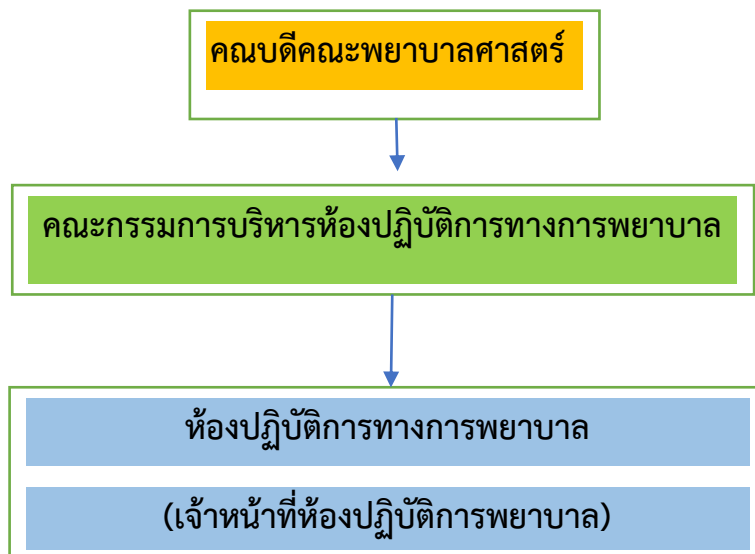 คณบดีคณะพยาบาลศาสตร์
คณะกรรมการบริหารห้องปฏิบัติการทางการพยาบาล
ห้องปฏิบัติการทางการพยาบาล
(เจ้าหน้าที่ห้องปฏิบัติการพยาบาล)